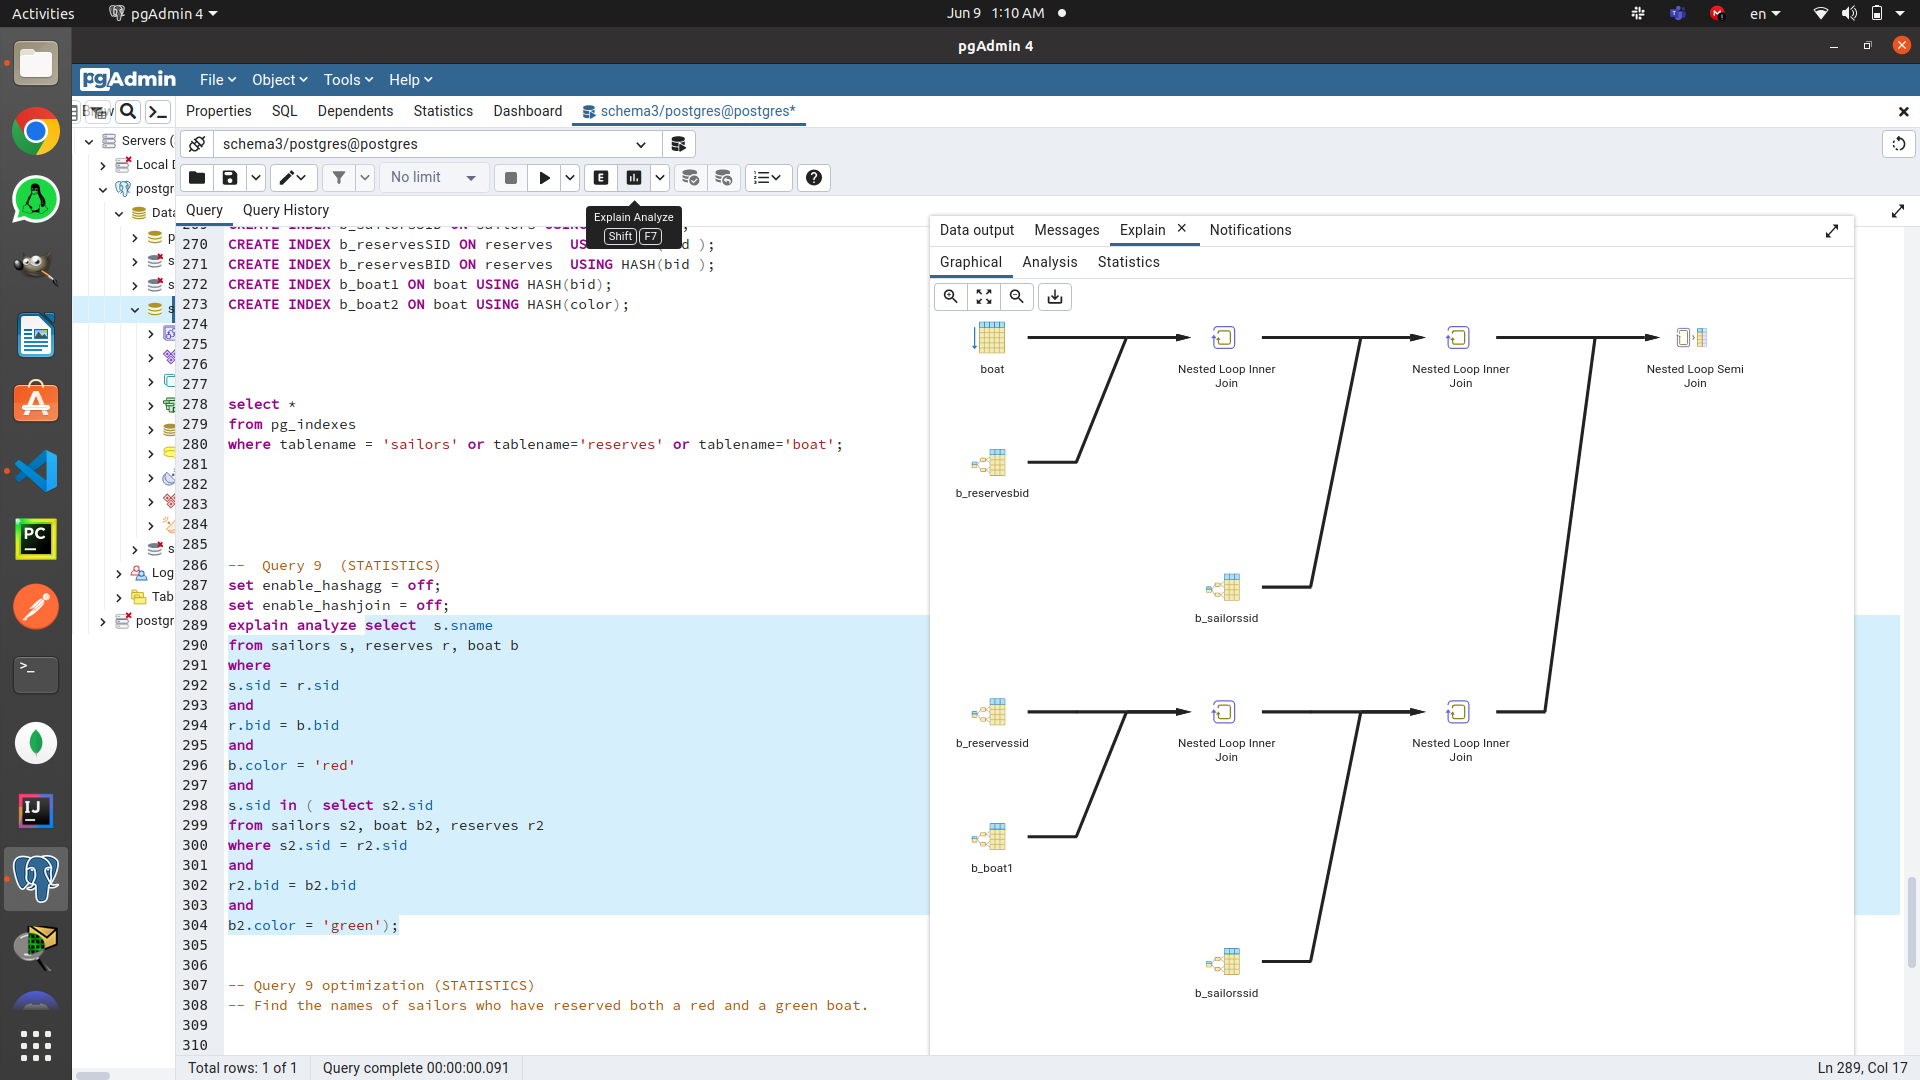 Activities
pgAdmin 4
Jun 9 1:10 AM
en
pgAdmin 4
pgAdmin
File
Object
Tools
Help
Properties
SQL
Dependents
Statistics
Dashboard
schema3/postgres@postgres*
schema3/postgres@postgres
No limit
E
Query
Query History
Explain Analyze
Shift F7
Servers (
Local D
postgr
Data
p
s
s
s
s
Log
Tab
postgr
270 CREATE INDEX b_reservesSID ON reserves
271 CREATE INDEX b_reservesBID ON reserves USING HASH(bid );
272 CREATE INDEX b_boat1 ON boat USING HASH(bid);
273 CREATE INDEX b_boat2 ON boat USING HASH(color);
274
275
276
277
278 select *
279 from pg_indexes
280 where tablename = 'sailors' or tablename='reserves' or tablename='boat';
281
282
283
284
285
286 -- Query 9 (STATISTICS)
287 set enable_hashagg = off;
288 set enable_hashjoin = off;
289 explain analyze select s.sname
290 from sailors s, reserves r, boat b
291 where
292 s.sid = r.sid
293 and
294 r.bid = b.bid
295 and
296 b.color = 'red'
297 and
298 s.sid in ( select s2.sid
299 from sailors s2, boat b2, reserves r2
300 where s2.sid = r2.sid
301 and
302 r2.bid = b2.bid
303 and
304 b2.color = 'green');
305
306
307 -- Query 9 optimization (STATISTICS)
308 -- Find the names of sailors who have reserved both a red and a green boat.
309
310
Data output
Messages
Explain
Notifications
Graphical
Analysis
Statistics
boat
Nested Loop Inner
Join
Nested Loop Inner
Join
Nested Loop Semi
Join
b_reservesbid
b_sailorssid
b_reservessid
Nested Loop Inner
Join
Nested Loop Inner
Join
b_boat1
b_sailorssid
Total rows: 1 of 1
Query complete 00:00:00.091
Ln 289, Col 17